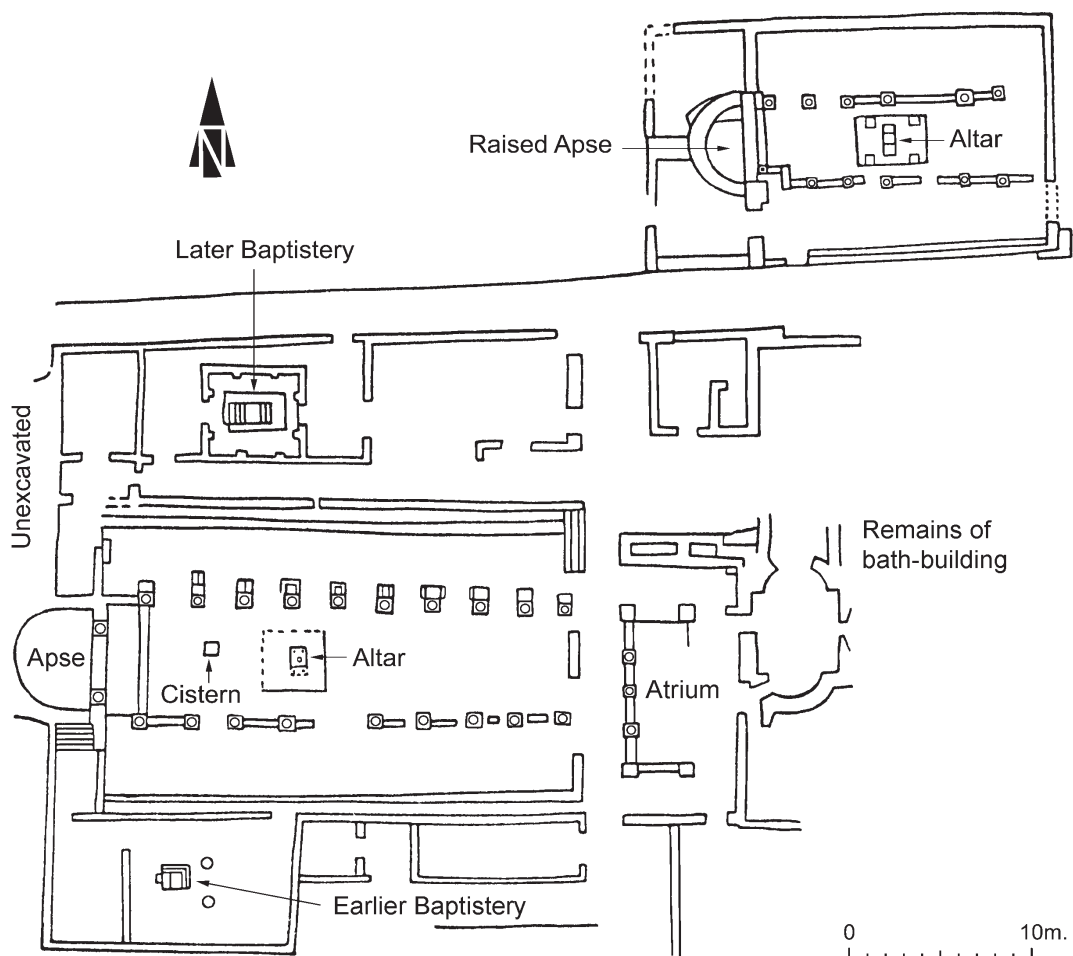 N
Raised Apse
Altar
Later Baptistery
Unexcavated
Remains of
bath-building
Apse
Cistern
Altar
Atrium
Earlier Baptistery
0
10m.